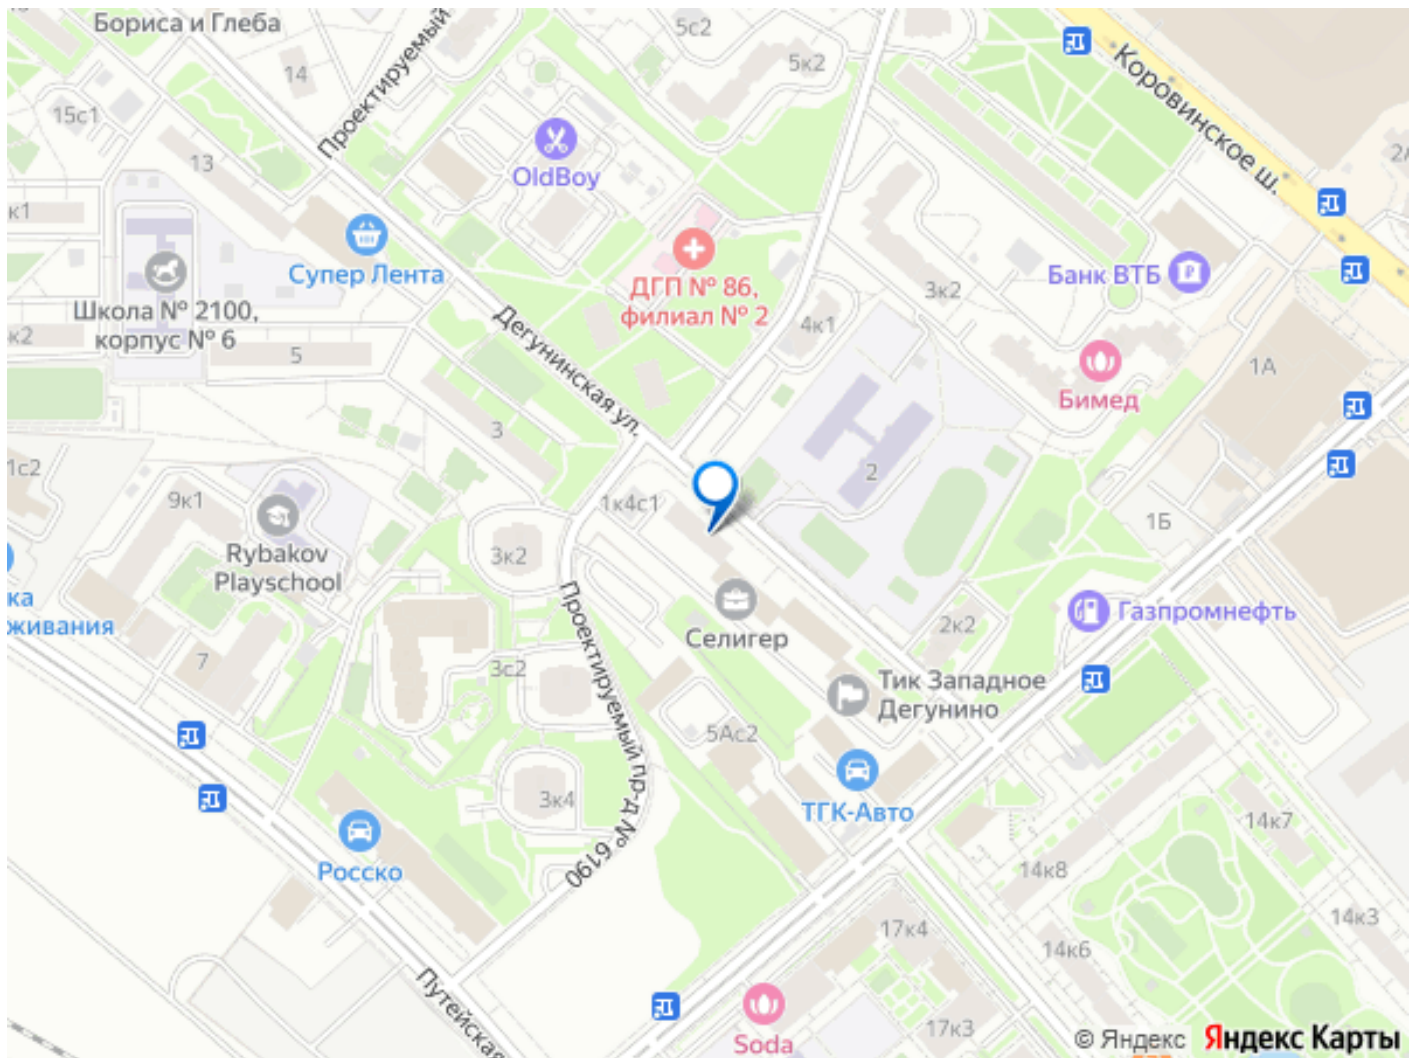 Бориса и Глеба
5с2
14
5к2
Проектируемый
Коровинское ш.
15с1
13
OldBoy
к1
Супер Лента
ДГП № 86,
филиал № 2
Банк ВТБ
3к2
Школа № 2100,
корпус № 6
к2
5
4к1
Дегунинская ул.
1А
Бимед
3
1с2
9к1
2
1к4с1
1Б
Rybakov
Playschool
3к2
ка
живания
Проектируемый пр-д № 6190
Селигер
2к2
Газпромнефть
7
3с2
Тик Западное
Дегунино
5Ас2
3к4
ТГК-Авто
14к7
Росско
14к8
14к3
17к4
14к6
Путейская
17к3
Soda
© Яндекс Яндекс Карты